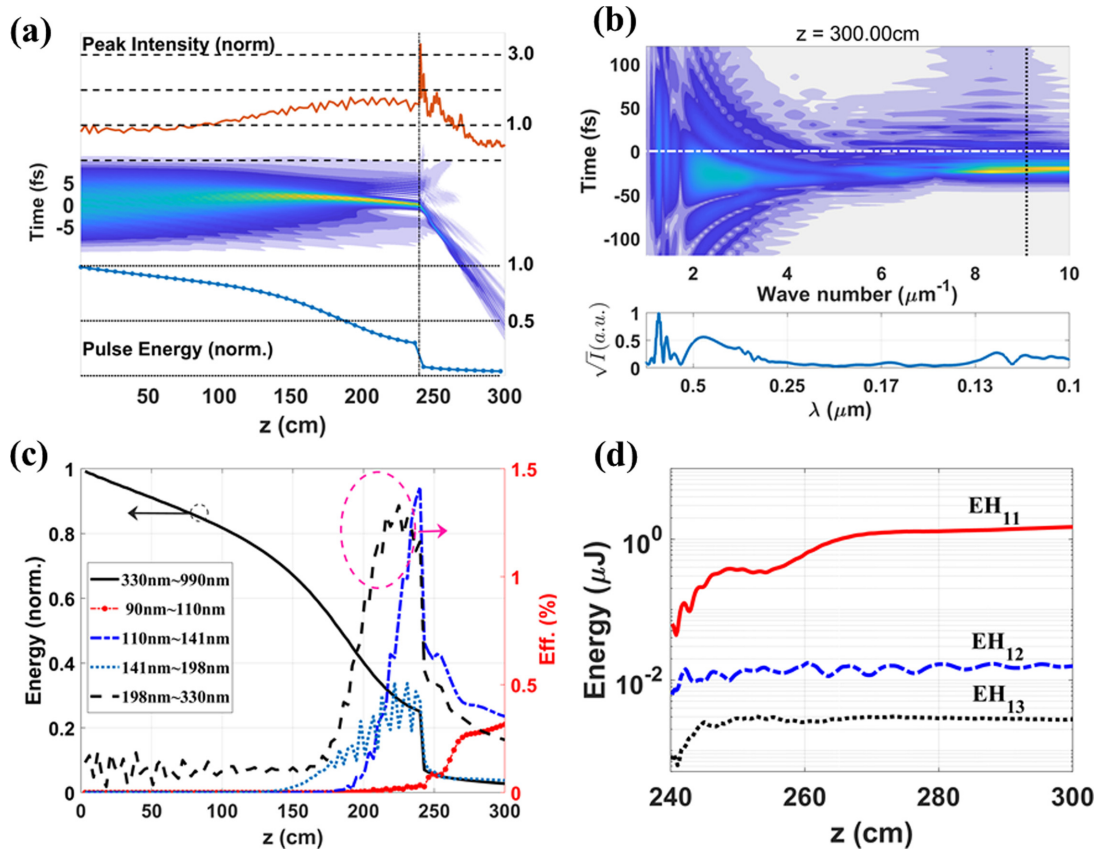 (a)
Peak Intensity (norm)
3.0
1.0
Time (fs)
5
0
-5
1.0
0.5
Pulse Energy (norm.)
50
100
150
200
250
300
z (cm)
(b)
z = 300.00cm
Time (fs)
100
50
0
-50
-100
2
4
6
8
10
Wave number (μm⁻¹)
√I(a.u.)
1
0.5
0
0.5
0.25
0.17
0.13
0.1
λ (μm)
(c)
Energy (norm.)
1
0.8
0.6
0.4
0.2
0
330nm~990nm
90nm~110nm
110nm~141nm
141nm~198nm
198nm~330nm
1.5
1
0.5
0
Eff. (%)
0
50
100
150
200
250
300
z (cm)
(d)
Energy (μJ)
10⁰
10⁻²
EH₁₁
EH₁₂
EH₁₃
240
260
280
300
z (cm)